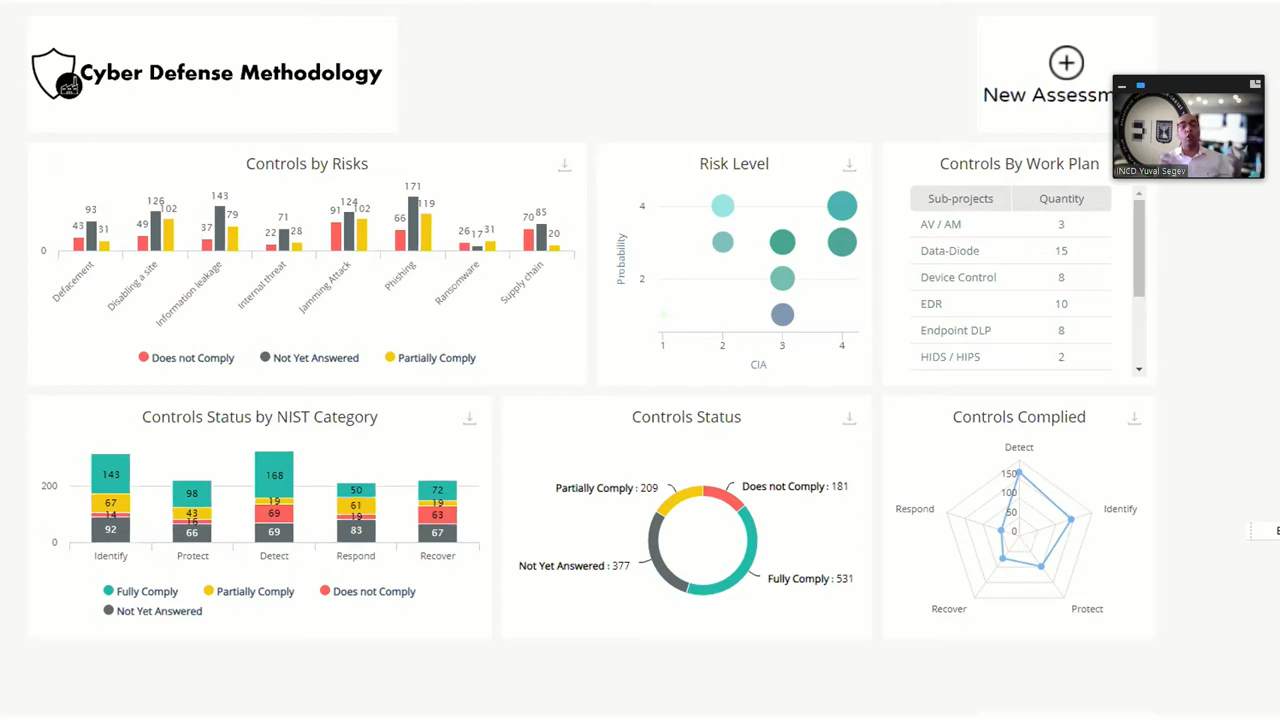 Cyber Defense Methodology
New Assessm
INCD Yuval Segev
Controls by Risks
43 93 31
49 126 102
37 143 79
22 71 28
91 124 102
66 171 119
26 17 31
70 85 20
0
Defacement
Disabling a site
Information leakage
Internal threat
Jamming Attack
Phishing
Ransomware
Supply chain
Does not Comply Not Yet Answered Partially Comply
Risk Level
Probability
4
2
1 2 3 4
CIA
Controls By Work Plan
Sub-projects Quantity
AV / AM 3
Data-Diode 15
Device Control 8
EDR 10
Endpoint DLP 8
HIDS / HIPS 2
Controls Status by NIST Category
200
0
143 67 14 92
98 43 16 66
168 19 69 69
50 61 19 83
72 19 63 67
Identify Protect Detect Respond Recover
Fully Comply Partially Comply Does not Comply
Not Yet Answered
Controls Status
Partially Comply : 209
Does not Comply : 181
Not Yet Answered : 377
Fully Comply : 531
Controls Complied
Detect
150
100
50
0
Respond
Identify
Recover
Protect